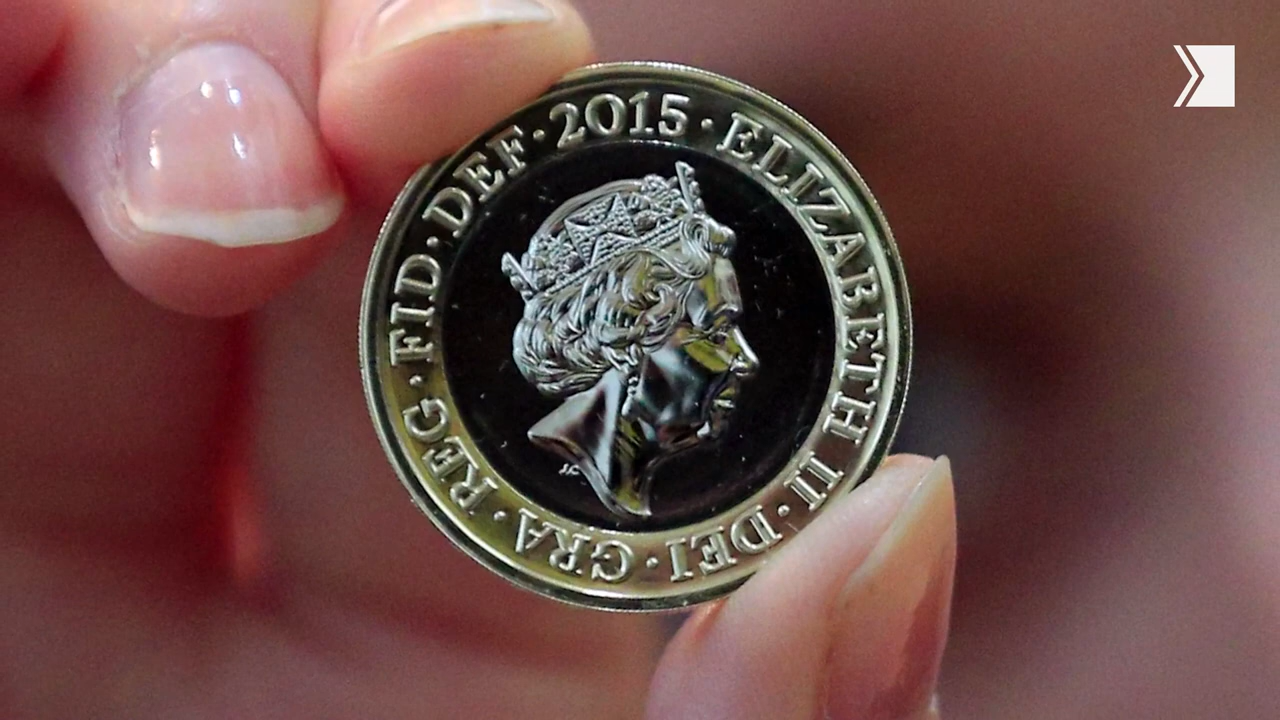 ELIZABETH II · DEI · GRA · REG · FID · DEF · 2015 ·